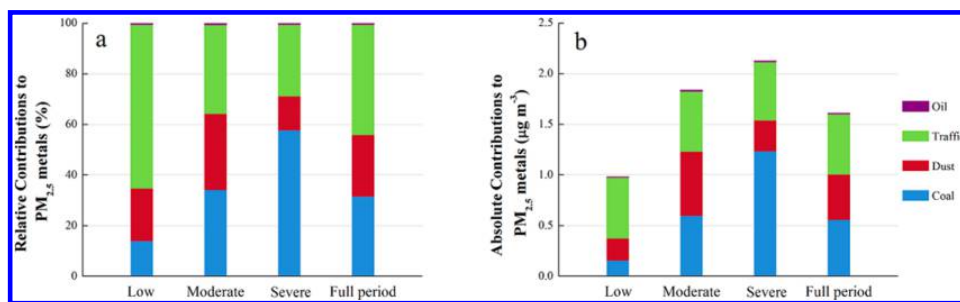 a
Relative Contributions to
PM2.5 metals (%)
100
80
60
40
20
0
Low Moderate Severe Full period
b
Absolute Contributions to
PM2.5 metals (μg m⁻³)
2.5
2.0
1.5
1.0
0.5
0.0
Low Moderate Severe Full period
Oil
Traffi
Dust
Coal